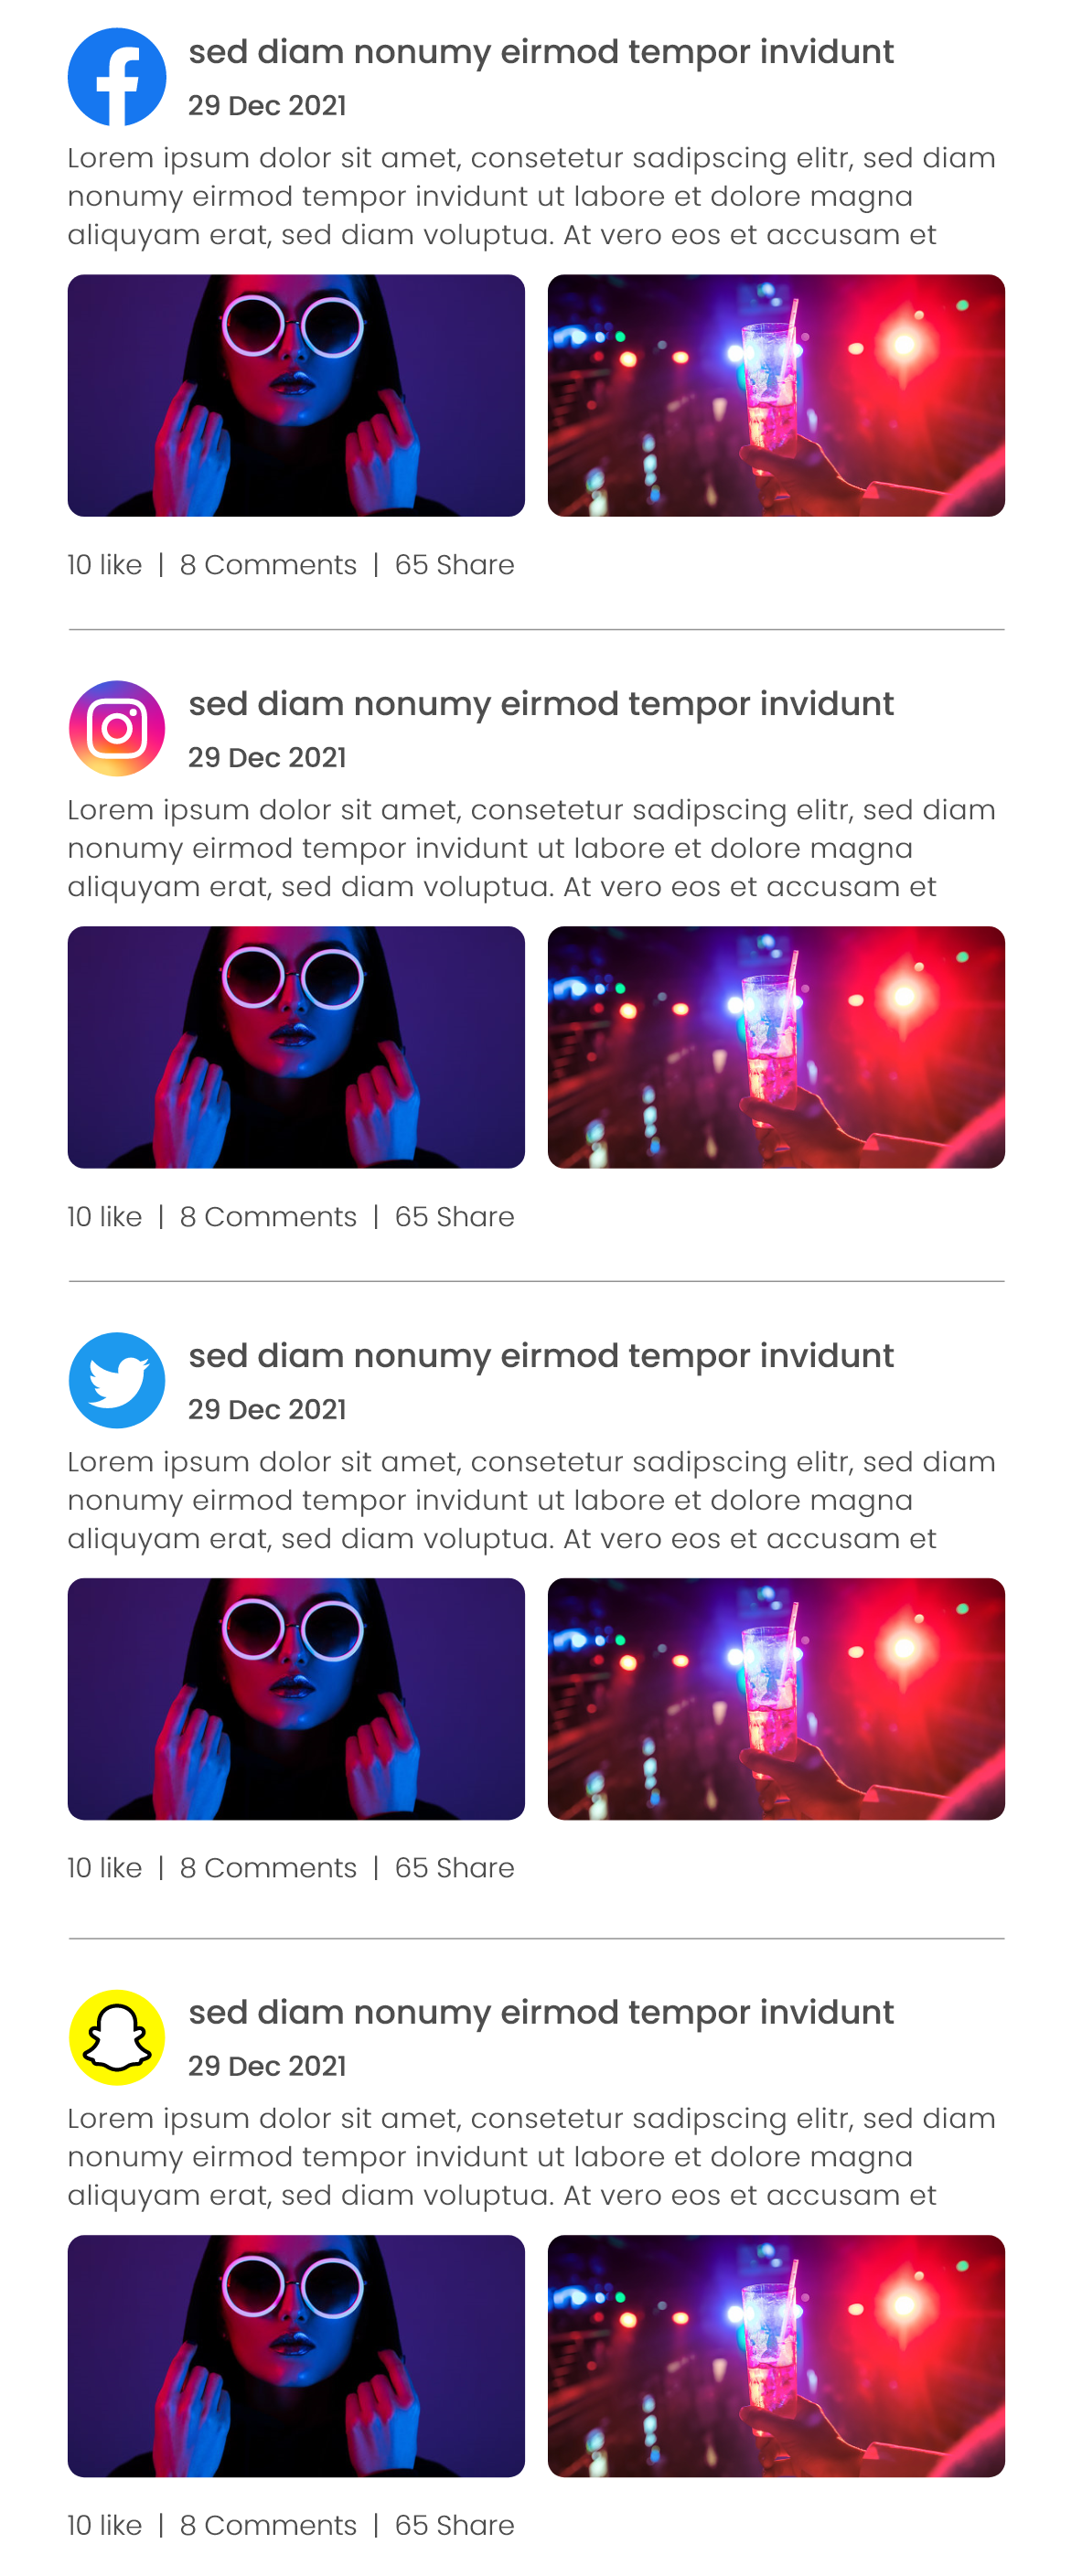 sed diam nonumy eirmod tempor invidunt
29 Dec 2021
Lorem ipsum dolor sit amet, consetetur sadipscing elitr, sed diam
nonumy eirmod tempor invidunt ut labore et dolore magna
aliquyam erat, sed diam voluptua. At vero eos et accusam et
10 like | 8 Comments | 65 Share
sed diam nonumy eirmod tempor invidunt
29 Dec 2021
Lorem ipsum dolor sit amet, consetetur sadipscing elitr, sed diam
nonumy eirmod tempor invidunt ut labore et dolore magna
aliquyam erat, sed diam voluptua. At vero eos et accusam et
10 like | 8 Comments | 65 Share
sed diam nonumy eirmod tempor invidunt
29 Dec 2021
Lorem ipsum dolor sit amet, consetetur sadipscing elitr, sed diam
nonumy eirmod tempor invidunt ut labore et dolore magna
aliquyam erat, sed diam voluptua. At vero eos et accusam et
10 like | 8 Comments | 65 Share
sed diam nonumy eirmod tempor invidunt
29 Dec 2021
Lorem ipsum dolor sit amet, consetetur sadipscing elitr, sed diam
nonumy eirmod tempor invidunt ut labore et dolore magna
aliquyam erat, sed diam voluptua. At vero eos et accusam et
10 like | 8 Comments | 65 Share